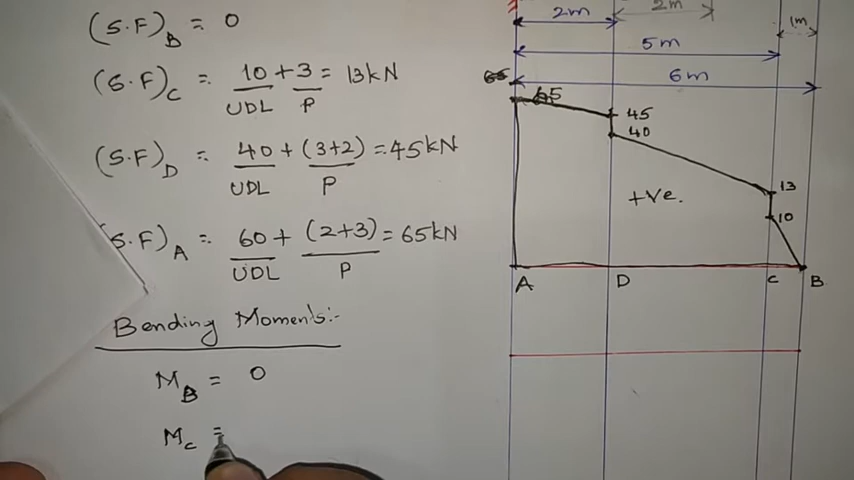 (S.F)B = 0
(S.F)C = 10 + 3 = 13kN
UDL P
(S.F)D = 40 + (3+2) = 45kN
UDL P
(S.F)A = 60 + (2+3) = 65kN
UDL P
Bending Moments:-
MB = 0
MC =
2m 2m 1m
5m
6m
65
45
40
13
10
+Ve.
A D C B